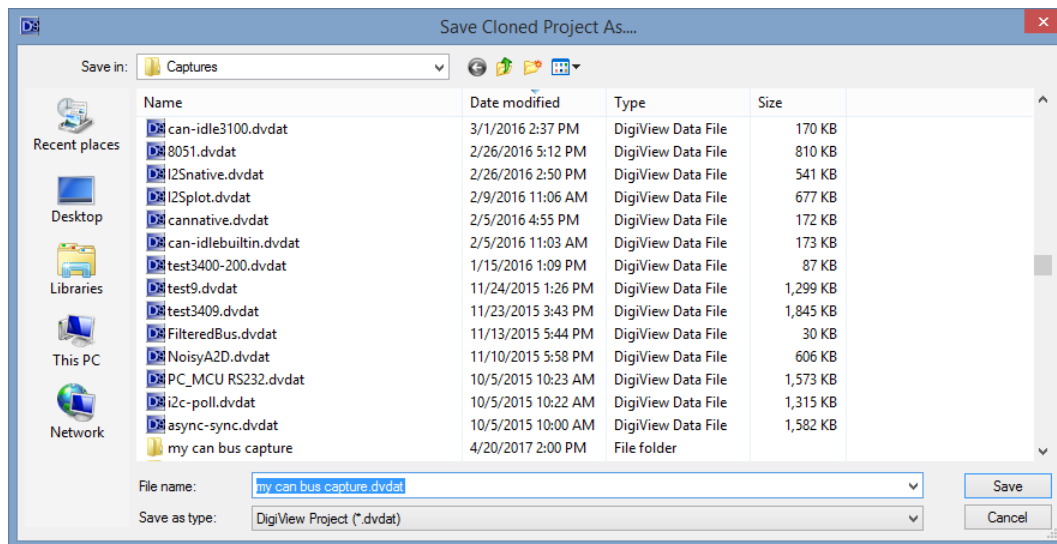 Save Cloned Project As....
Save in: Captures
Name Date modified Type Size
can-idle3100.dvdat 3/1/2016 2:37 PM DigiView Data File 170 KB
8051.dvdat 2/26/2016 5:12 PM DigiView Data File 810 KB
I2Snative.dvdat 2/26/2016 2:50 PM DigiView Data File 541 KB
I2Splot.dvdat 2/9/2016 11:06 AM DigiView Data File 677 KB
cannative.dvdat 2/5/2016 4:55 PM DigiView Data File 172 KB
can-idlebuiltin.dvdat 2/5/2016 11:03 AM DigiView Data File 173 KB
test3400-200.dvdat 1/15/2016 1:09 PM DigiView Data File 87 KB
test9.dvdat 11/24/2015 1:26 PM DigiView Data File 1,299 KB
test3409.dvdat 11/23/2015 3:43 PM DigiView Data File 1,845 KB
FilteredBus.dvdat 11/13/2015 5:44 PM DigiView Data File 30 KB
NoisyA2D.dvdat 11/10/2015 5:58 PM DigiView Data File 606 KB
PC_MCU RS232.dvdat 10/5/2015 10:23 AM DigiView Data File 1,573 KB
i2c-poll.dvdat 10/5/2015 10:22 AM DigiView Data File 1,315 KB
async-sync.dvdat 10/5/2015 10:00 AM DigiView Data File 1,582 KB
my can bus capture 4/20/2017 2:00 PM File folder
Recent places
Desktop
Libraries
This PC
Network
File name: my can bus capture.dvdat Save
Save as type: DigiView Project (*.dvdat) Cancel